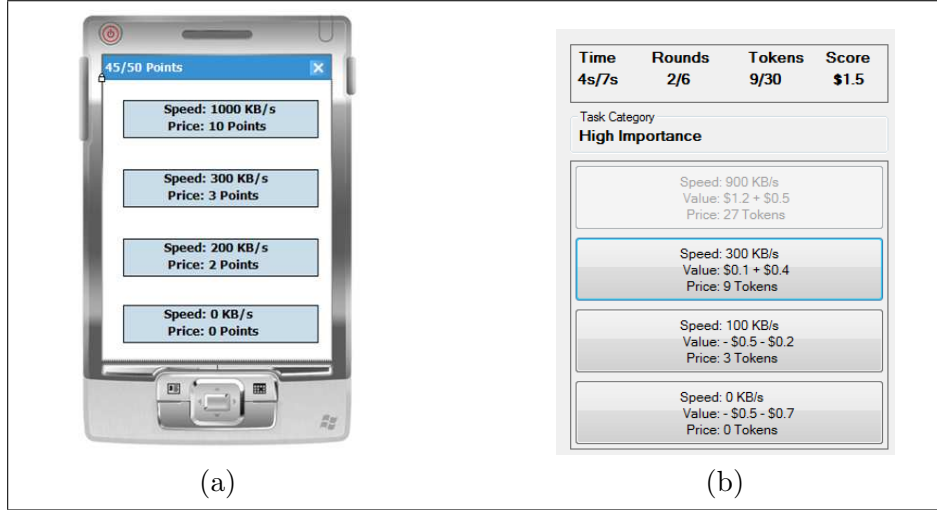 45/50 Points
Speed: 1000 KB/s
Price: 10 Points
Speed: 300 KB/s
Price: 3 Points
Speed: 200 KB/s
Price: 2 Points
Speed: 0 KB/s
Price: 0 Points
(a)
Time Rounds Tokens Score
4s/7s 2/6 9/30 $1.5
Task Category
High Importance
Speed: 900 KB/s
Value: $1.2 + $0.5
Price: 27 Tokens
Speed: 300 KB/s
Value: $0.1 + $0.4
Price: 9 Tokens
Speed: 100 KB/s
Value: - $0.5 - $0.2
Price: 3 Tokens
Speed: 0 KB/s
Value: - $0.5 - $0.7
Price: 0 Tokens
(b)